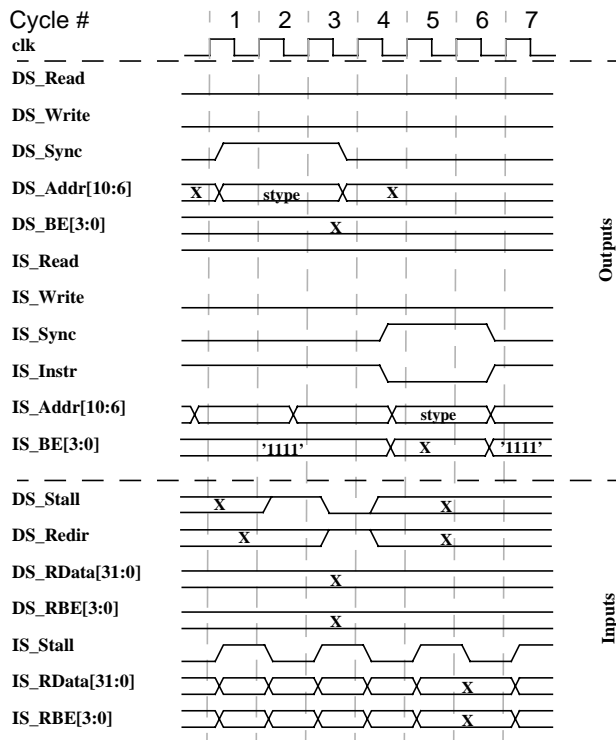 Cycle # 1 2 3 4 5 6 7
clk
DS_Read
DS_Write
DS_Sync
DS_Addr[10:6] X stype X
DS_BE[3:0] X
IS_Read
IS_Write
IS_Sync
IS_Instr
IS_Addr[10:6] stype
IS_BE[3:0] '1111' X '1111'
Outputs
DS_Stall X X
DS_Redir X X
DS_RData[31:0] X
DS_RBE[3:0] X
IS_Stall
IS_RData[31:0] X
IS_RBE[3:0] X
Inputs